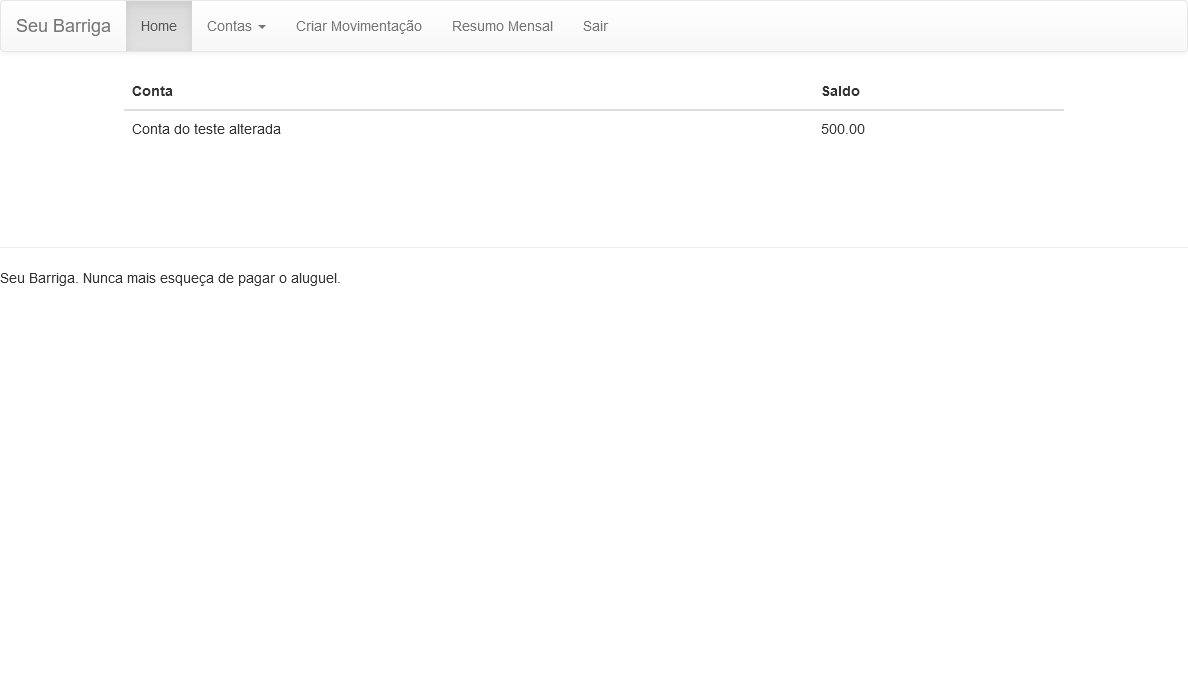 Seu Barriga Home Contas Criar Movimentação Resumo Mensal Sair
Conta Saldo
Conta do teste alterada 500.00
Seu Barriga. Nunca mais esqueça de pagar o aluguel.